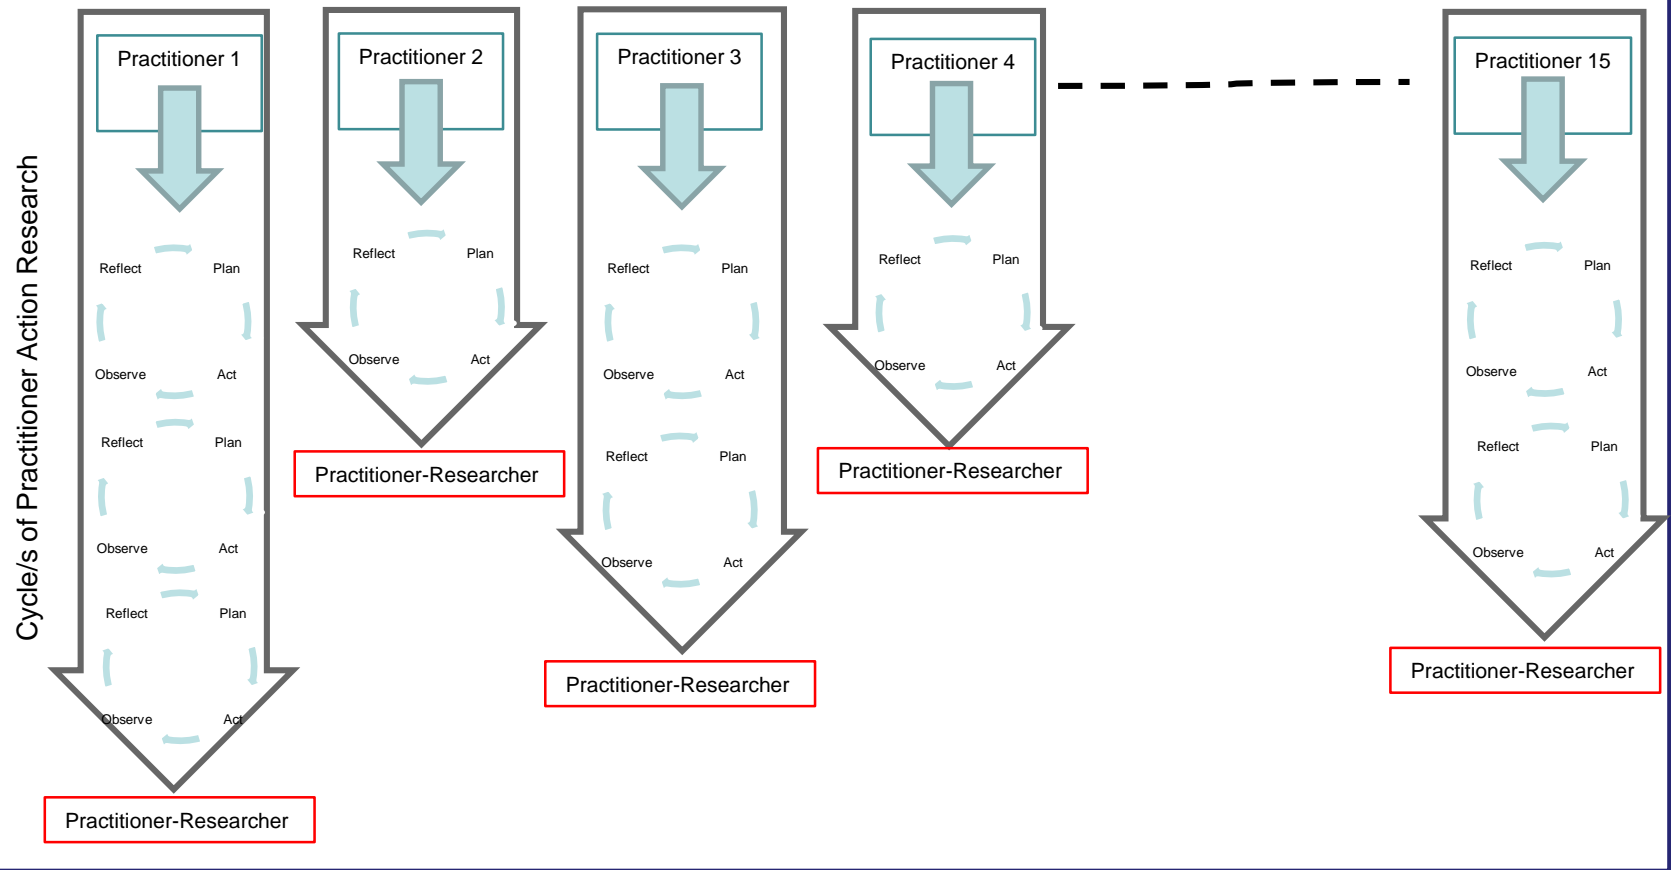 Cycle/s of Practitioner Action Research
Practitioner 1
Reflect
Plan
Observe
Act
Reflect
Plan
Observe
Act
Reflect
Plan
Observe
Act
Practitioner-Researcher
Practitioner 2
Reflect
Plan
Observe
Act
Practitioner-Researcher
Practitioner 3
Reflect
Plan
Observe
Act
Reflect
Plan
Observe
Act
Practitioner-Researcher
Practitioner 4
Reflect
Plan
Observe
Act
Practitioner-Researcher
Practitioner 15
Reflect
Plan
Observe
Act
Reflect
Plan
Observe
Act
Practitioner-Researcher